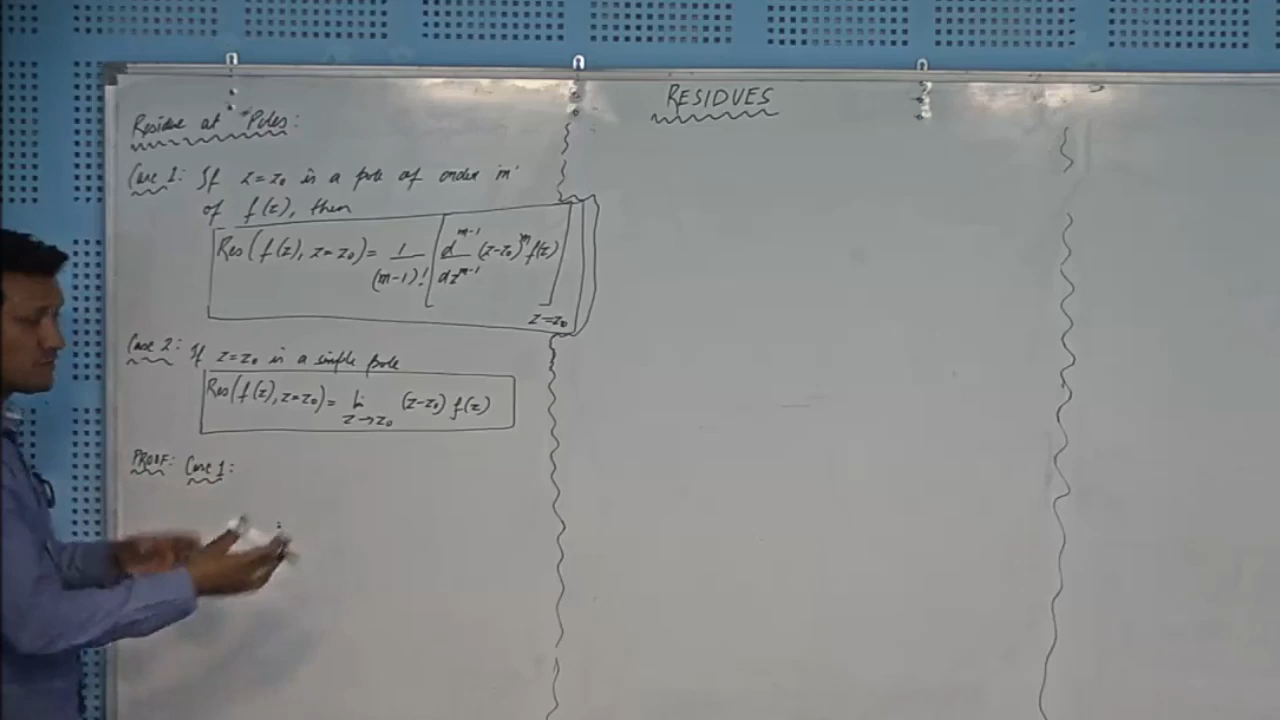 RESIDUES
Residue at Poles:
Case 1: If z=z₀ is a pole of order 'm'
of f(z), then
Res(f(z), z=z₀) = 1/(m-1)! [d^(m-1)/dz^(m-1) (z-z₀)^m f(z)]_(z=z₀)
Case 2: If z=z₀ is a simple pole
Res(f(z), z=z₀) = lt_(z→z₀) (z-z₀) f(z)
PROOF: Case 1: